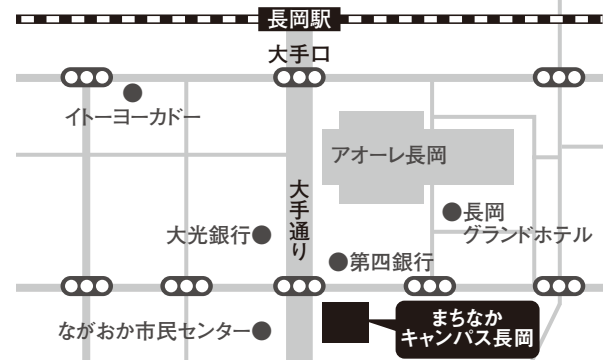 長岡駅
大手口
イトーヨーカドー
アオーレ長岡
大手通り
長岡
グランドホテル
大光銀行
第四銀行
ながおか市民センター
まちなか
キャンパス長岡